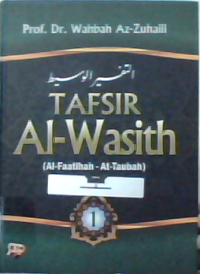 Prof. Dr. Wahbah Az-Zuhaili
التفسير الوسيط
TAFSIR
Al-Wasith
(Al-Faatihah - At-Taubah)
1